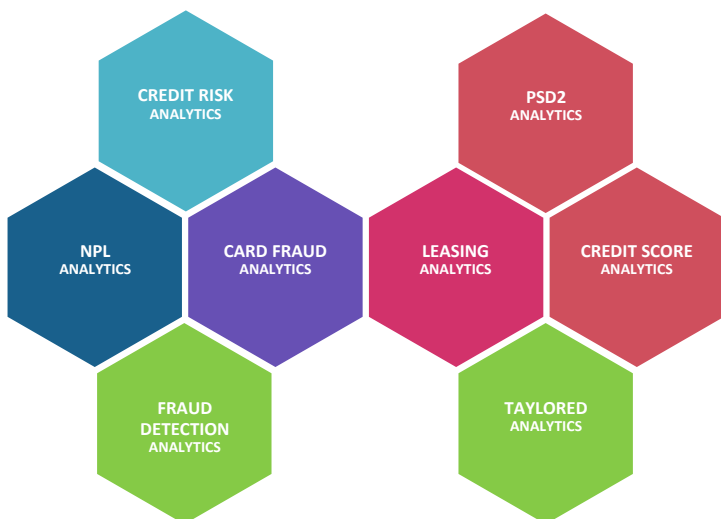 CREDIT RISK
ANALYTICS
PSD2
ANALYTICS
NPL
ANALYTICS
CARD FRAUD
ANALYTICS
LEASING
ANALYTICS
CREDIT SCORE
ANALYTICS
FRAUD
DETECTION
ANALYTICS
TAYLORED
ANALYTICS